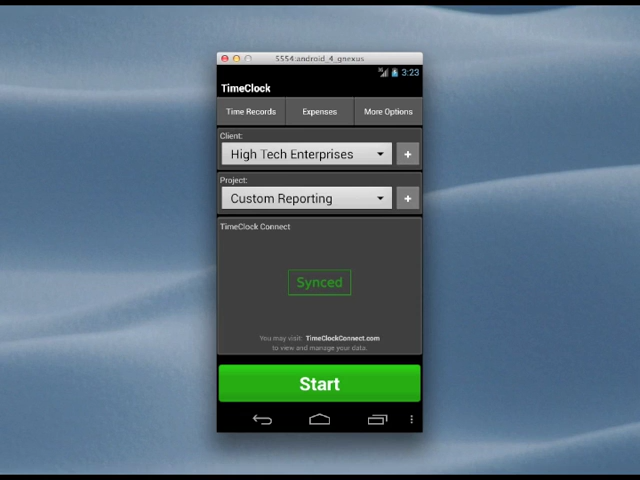 5554:android_4_gnexus
3G 3:23
TimeClock
Time Records Expenses More Options
Client:
High Tech Enterprises +
Project:
Custom Reporting +
TimeClock Connect
Synced
You may visit: TimeClockConnect.com
to view and manage your data.
Start